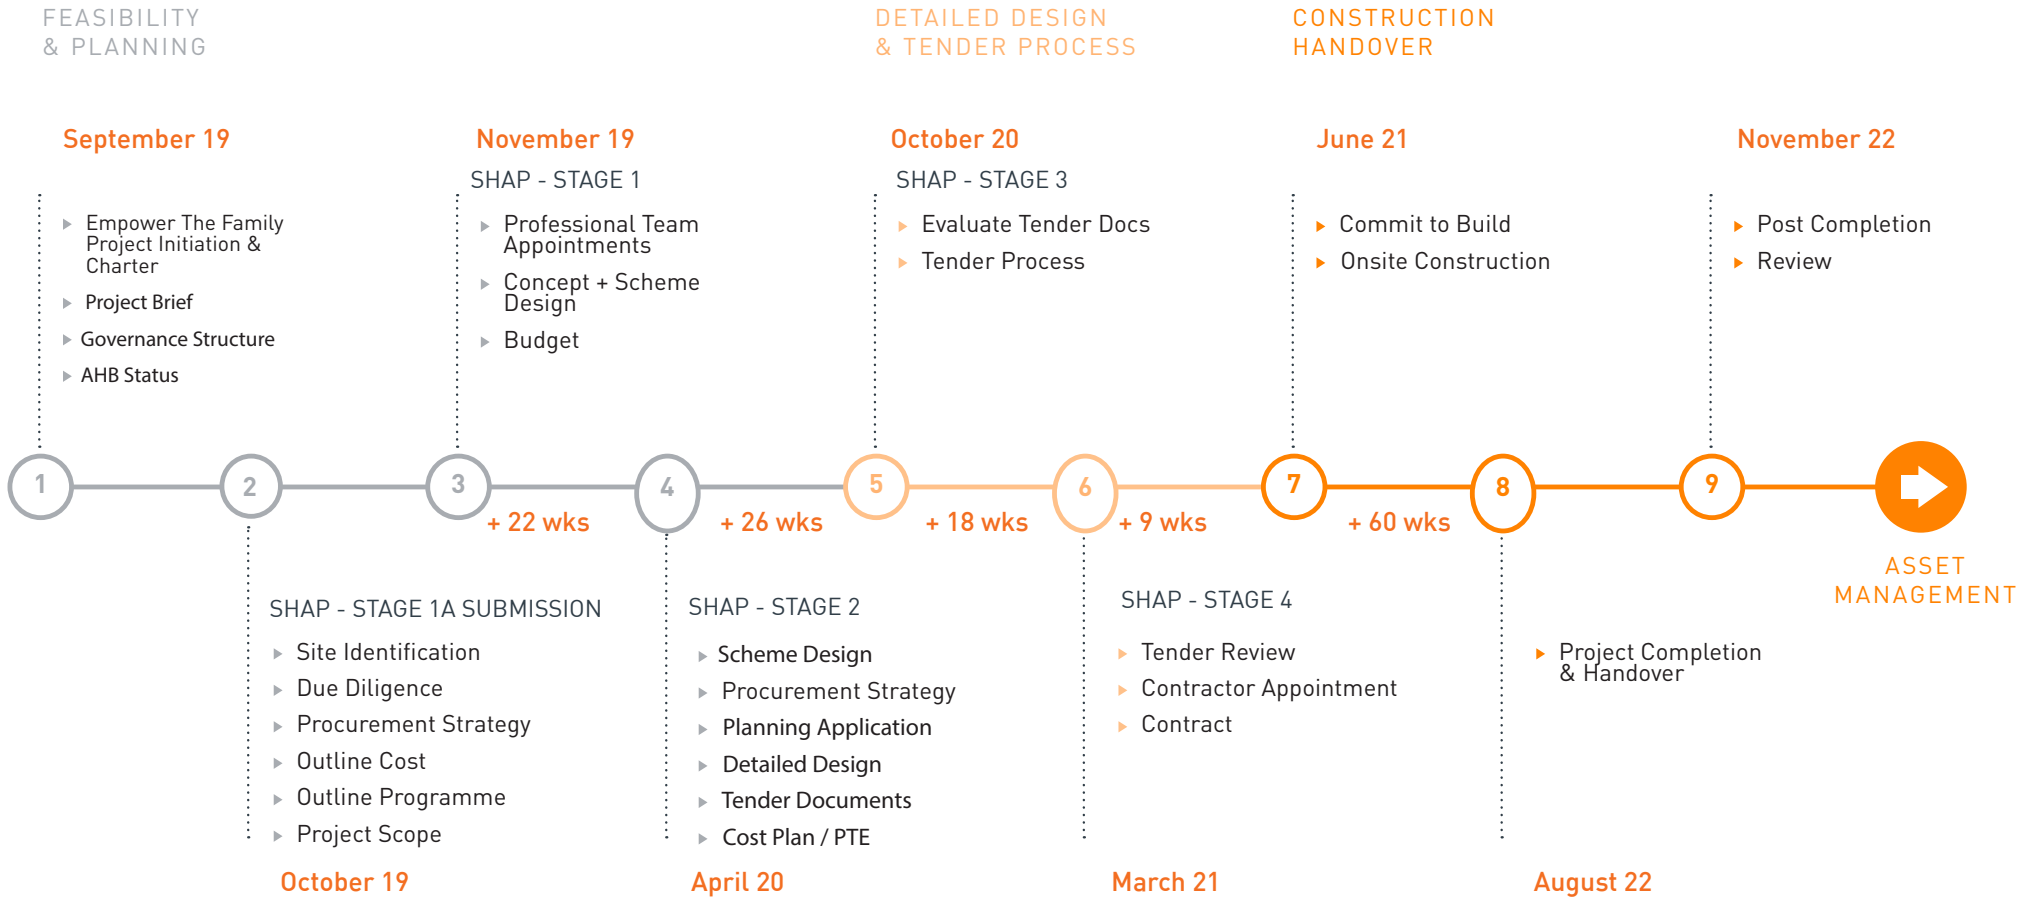 FEASIBILITY
& PLANNING
DETAILED DESIGN
& TENDER PROCESS
CONSTRUCTION
HANDOVER
September 19
Empower The Family
Project Initiation &
Charter
Project Brief
Governance Structure
AHB Status
November 19
SHAP - STAGE 1
Professional Team
Appointments
Concept + Scheme
Design
Budget
October 20
SHAP - STAGE 3
Evaluate Tender Docs
Tender Process
June 21
Commit to Build
Onsite Construction
November 22
Post Completion
Review
1
2
3
4
5
6
7
8
9
+ 22 wks
+ 26 wks
+ 18 wks
+ 9 wks
+ 60 wks
ASSET
MANAGEMENT
SHAP - STAGE 1A SUBMISSION
Site Identification
Due Diligence
Procurement Strategy
Outline Cost
Outline Programme
Project Scope
October 19
SHAP - STAGE 2
Scheme Design
Procurement Strategy
Planning Application
Detailed Design
Tender Documents
Cost Plan / PTE
April 20
SHAP - STAGE 4
Tender Review
Contractor Appointment
Contract
March 21
Project Completion
& Handover
August 22